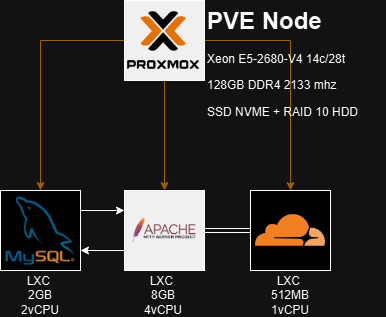 PVE Node
PROXMOX
Xeon E5-2680-V4 14c/28t
128GB DDR4 2133 mhz
SSD NVME + RAID 10 HDD
MySQL
APACHE
HTTP SERVER PROJECT
LXC
2GB
2vCPU
LXC
8GB
4vCPU
LXC
512MB
1vCPU